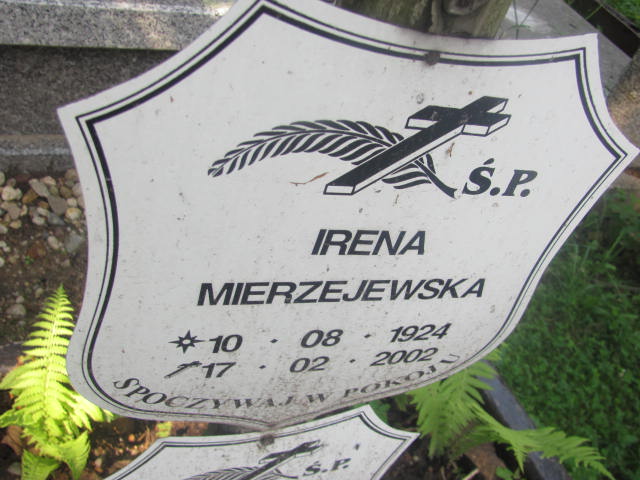 Ś.P.
IRENA
MIERZEJEWSKA
10 · 08 · 1924
17 · 02 · 2002
SPOCZYWAJ W POKOJU
Ś.P.